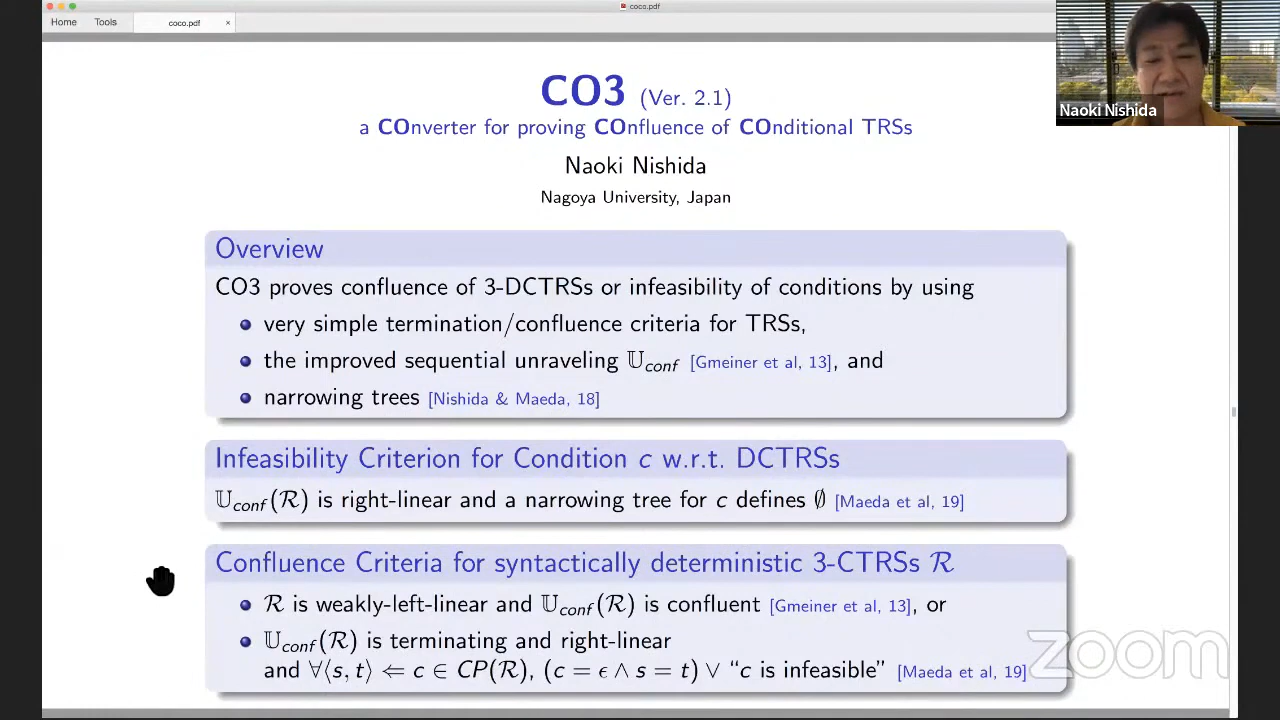 coco.pdf
Home Tools coco.pdf ×
Naoki Nishida
CO3 (Ver. 2.1)
a COnverter for proving COnfluence of COnditional TRSs
Naoki Nishida
Nagoya University, Japan
Overview
CO3 proves confluence of 3-DCTRSs or infeasibility of conditions by using
very simple termination/confluence criteria for TRSs,
the improved sequential unraveling 𝕌conf [Gmeiner et al, 13], and
narrowing trees [Nishida & Maeda, 18]
Infeasibility Criterion for Condition c w.r.t. DCTRSs
𝕌conf(ℛ) is right-linear and a narrowing tree for c defines ∅ [Maeda et al, 19]
Confluence Criteria for syntactically deterministic 3-CTRSs ℛ
ℛ is weakly-left-linear and 𝕌conf(ℛ) is confluent [Gmeiner et al, 13], or
𝕌conf(ℛ) is terminating and right-linear
and ∀⟨s, t⟩ ⇐ c ∈ CP(ℛ), (c = ϵ ∧ s = t) ∨ “c is infeasible” [Maeda et al, 19]
zoom